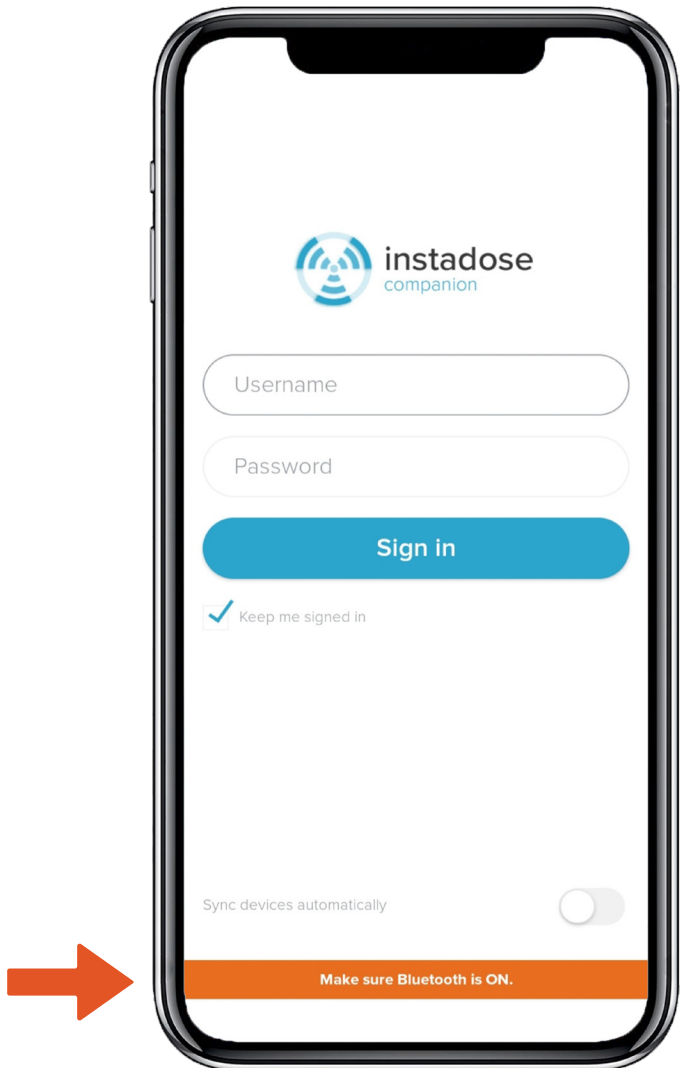 instadose
companion
Username
Password
Sign in
Keep me signed in
Sync devices automatically
Make sure Bluetooth is ON.